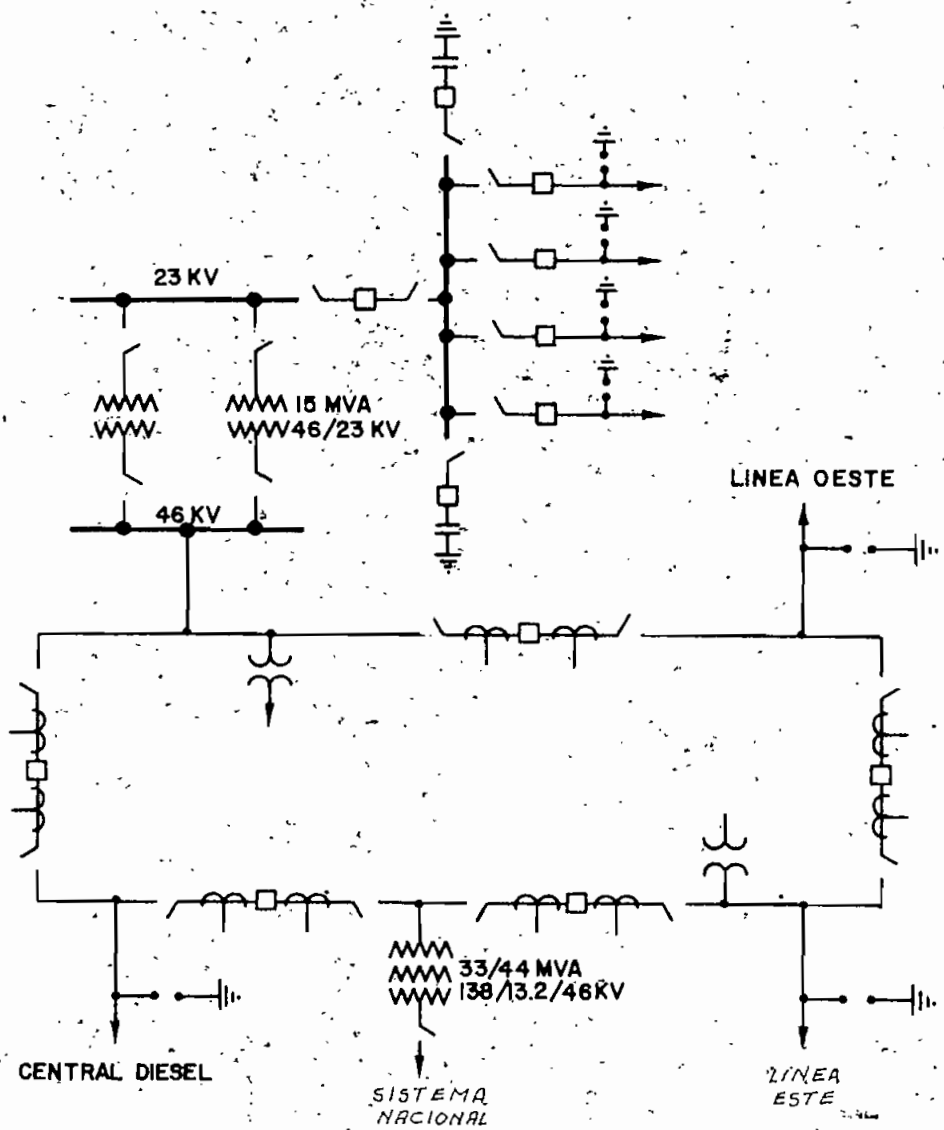 23 KV
15 MVA
46/23 KV
46 KV
LINEA OESTE
33/44 MVA
138/13.2/46KV
CENTRAL DIESEL
SISTEMA
NACIONAL
LINEA
ESTE